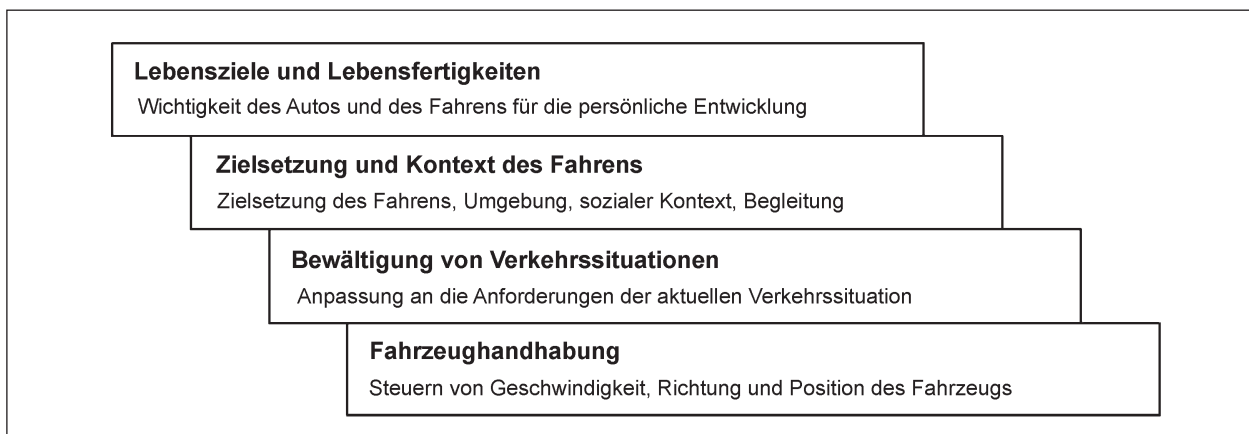 Lebensziele und Lebensfertigkeiten
Wichtigkeit des Autos und des Fahrens für die persönliche Entwicklung
Zielsetzung und Kontext des Fahrens
Zielsetzung des Fahrens, Umgebung, sozialer Kontext, Begleitung
Bewältigung von Verkehrssituationen
Anpassung an die Anforderungen der aktuellen Verkehrssituation
Fahrzeughandhabung
Steuern von Geschwindigkeit, Richtung und Position des Fahrzeugs